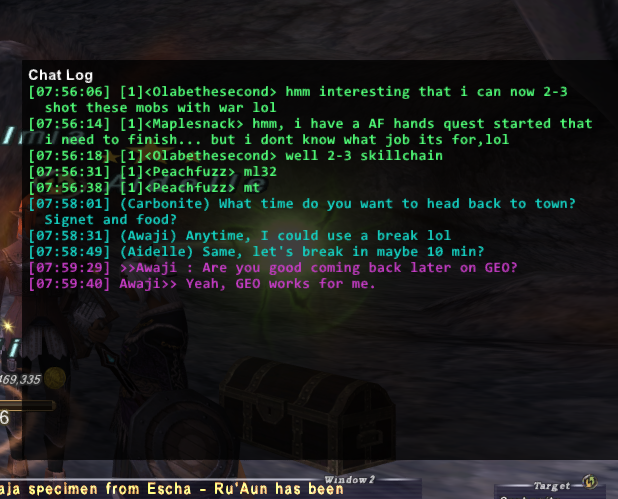 Chat Log
[07:56:06] [1]<Olabethesecond> hmm interesting that i can now 2-3
shot these mobs with war lol
[07:56:14] [1]<Maplesnack> hmm, i have a AF hands quest started that
i need to finish... but i dont know what job its for,lol
[07:56:18] [1]<Olabethesecond> well 2-3 skillchain
[07:56:31] [1]<Peachfuzz> ml32
[07:56:38] [1]<Peachfuzz> mt
[07:58:01] (Carbonite) What time do you want to head back to town?
Signet and food?
[07:58:31] (Awaji) Anytime, I could use a break lol
[07:58:49] (Aidelle) Same, let's break in maybe 10 min?
[07:59:29] >>Awaji : Are you good coming back later on GEO?
[07:59:40] Awaji>> Yeah, GEO works for me.
Aidelle
469,335
6
Window 2
Target
aja specimen from Escha - Ru'Aun has been